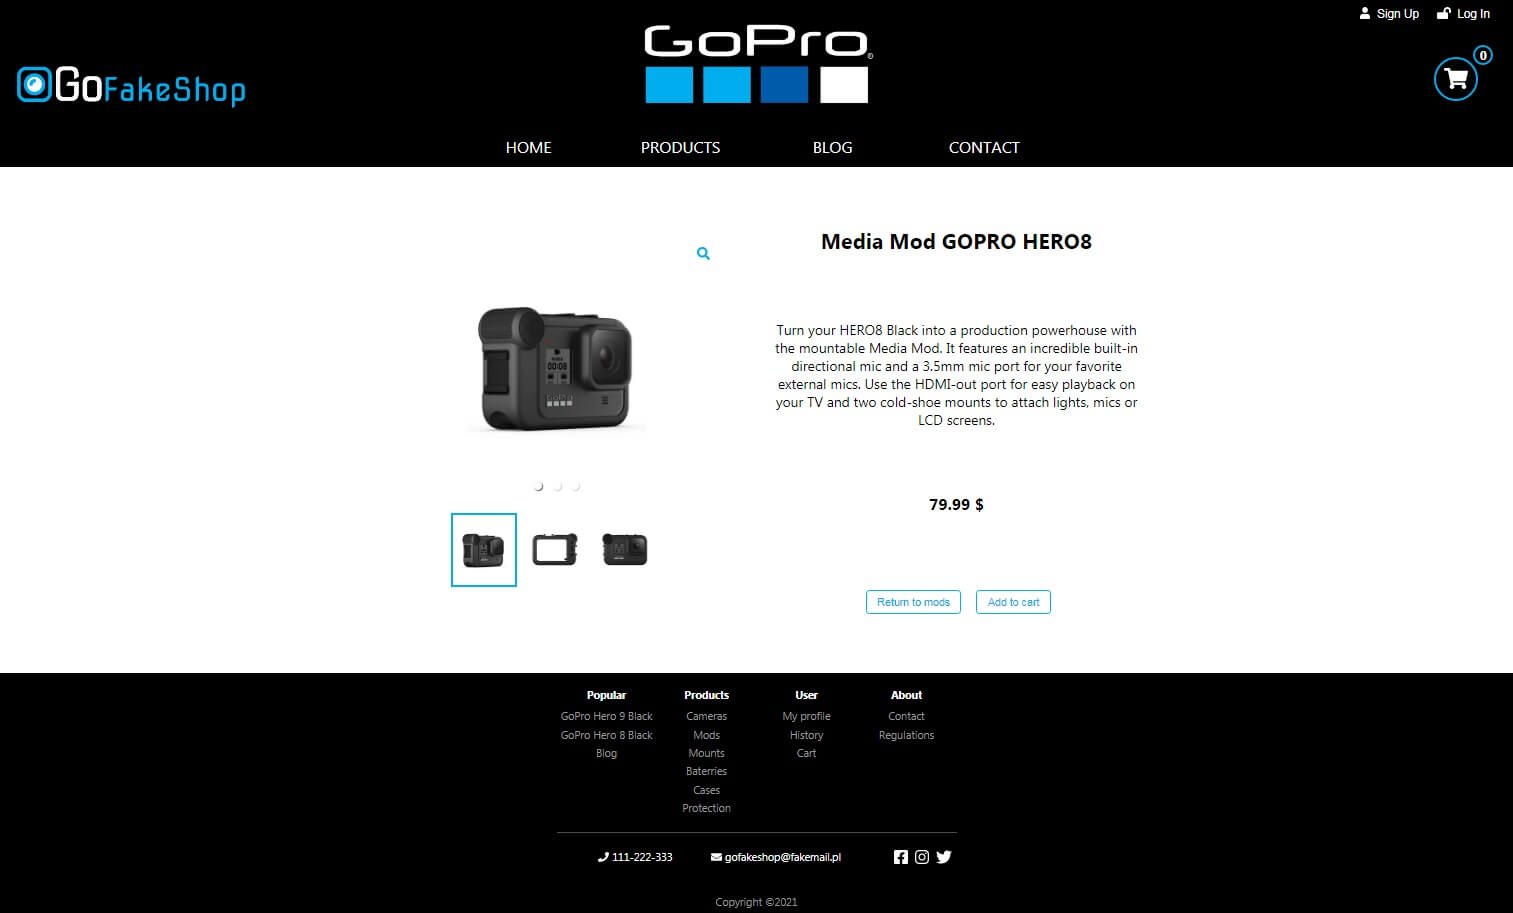 Sign Up
Log In
GoPro
®
GoFakeShop
0
HOME
PRODUCTS
BLOG
CONTACT
Media Mod GOPRO HERO8
Turn your HERO8 Black into a production powerhouse with
the mountable Media Mod. It features an incredible built-in
directional mic and a 3.5mm mic port for your favorite
external mics. Use the HDMI-out port for easy playback on
your TV and two cold-shoe mounts to attach lights, mics or
LCD screens.
00:08
GoPro
79.99 $
Return to mods
Add to cart
Popular
GoPro Hero 9 Black
GoPro Hero 8 Black
Blog
Products
Cameras
Mods
Mounts
Baterries
Cases
Protection
User
My profile
History
Cart
About
Contact
Regulations
111-222-333
gofakeshop@fakemail.pl
Copyright ©2021